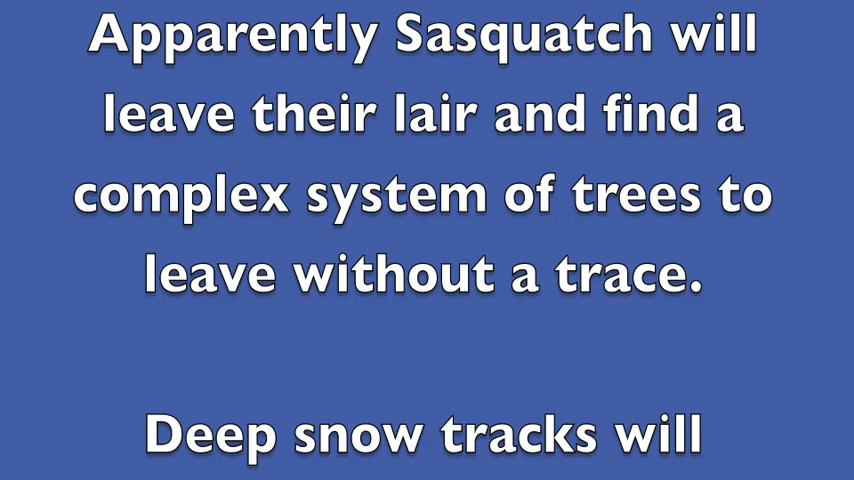 Apparently Sasquatch will
leave their lair and find a
complex system of trees to
leave without a trace.
Deep snow tracks will